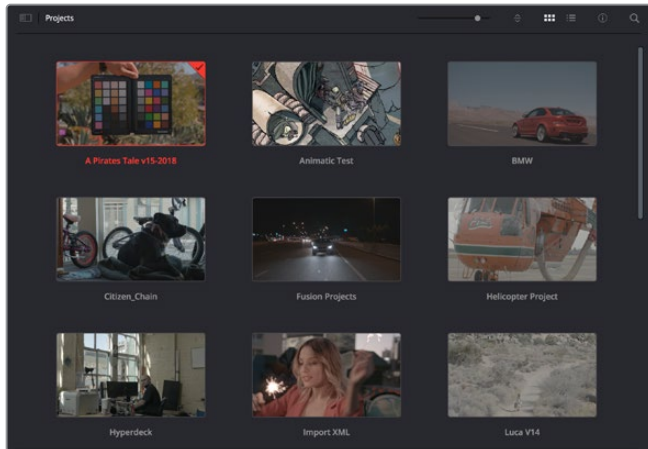 Projects
A Pirates Tale v15-2018
Animatic Test
BMW
Citizen_Chain
Fusion Projects
Helicopter Project
Hyperdeck
Import XML
Luca V14